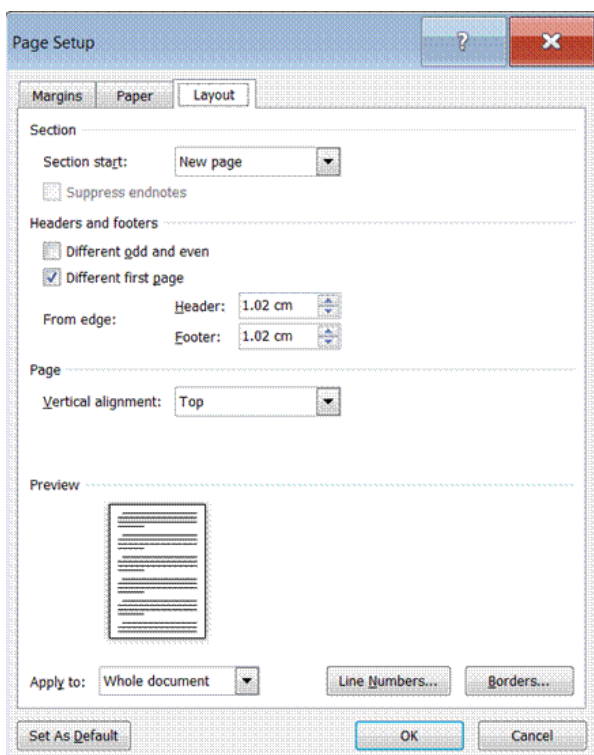 Page Setup
Margins Paper Layout
Section
Section start: New page
Suppress endnotes
Headers and footers
Different odd and even
Different first page
Header: 1.02 cm
From edge:
Footer: 1.02 cm
Page
Vertical alignment: Top
Preview
Apply to: Whole document Line Numbers... Borders...
Set As Default OK Cancel